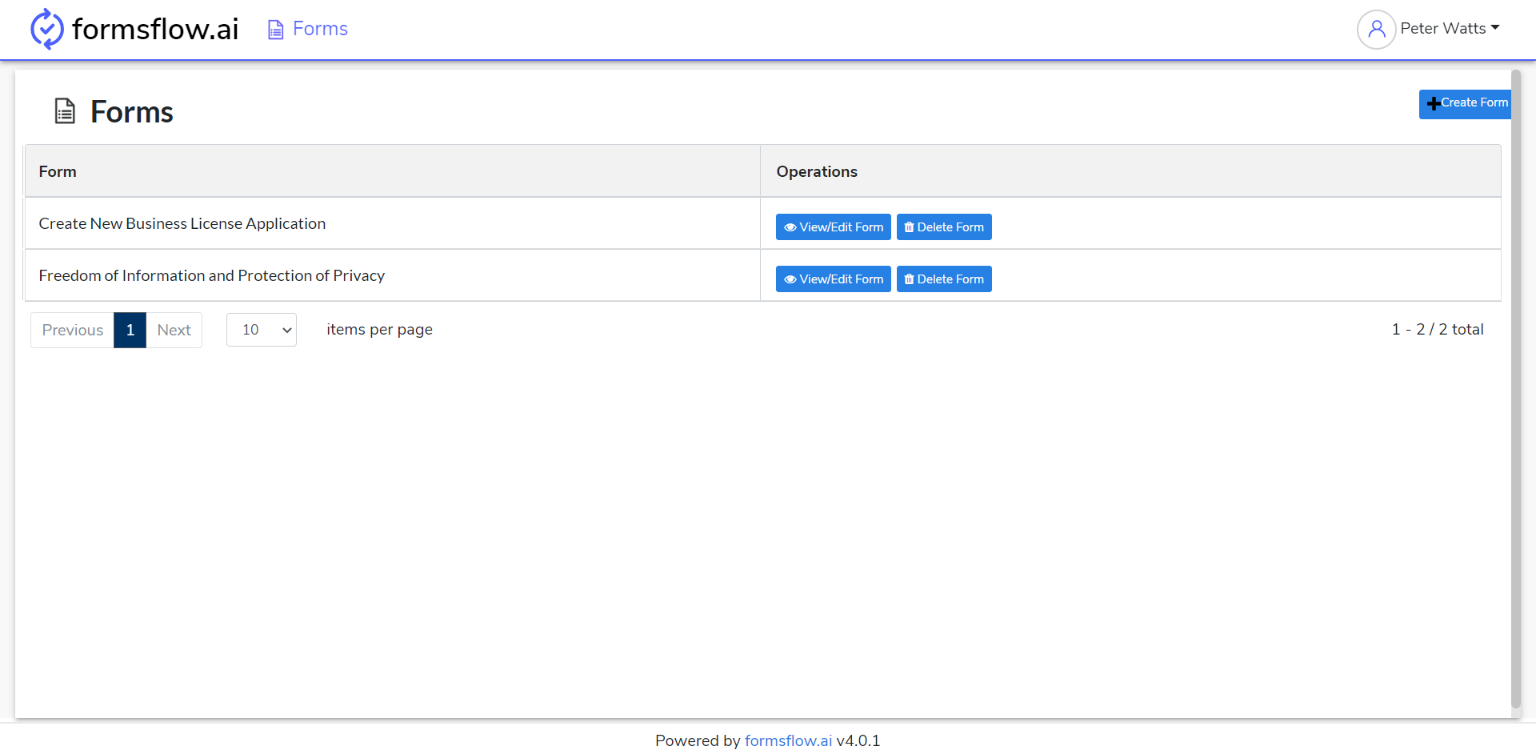 formsflow.ai Forms Peter Watts
Forms
Create Form
Form Operations
Create New Business License Application View/Edit Form Delete Form
Freedom of Information and Protection of Privacy View/Edit Form Delete Form
Previous 1 Next 10 items per page 1 - 2 / 2 total
Powered by formsflow.ai v4.0.1